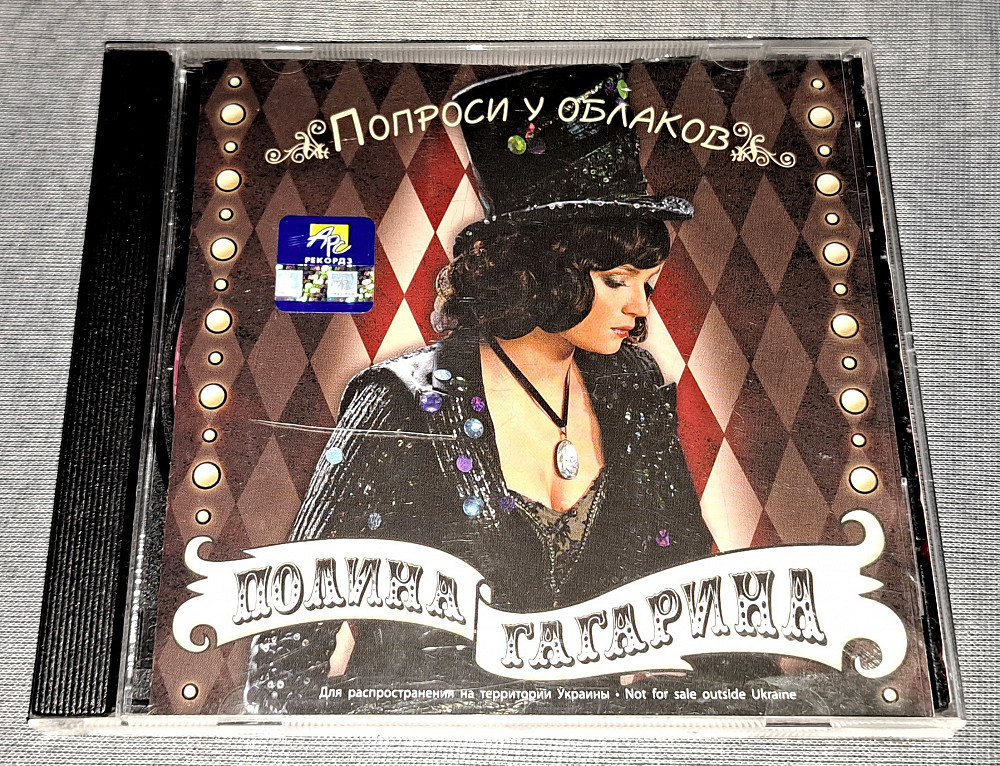 Попроси у облаков
АРС
РЕКОРДЗ
ПОЛИНА
ГАГАРИНА
Для распространения на территории Украины • Not for sale outside Ukraine